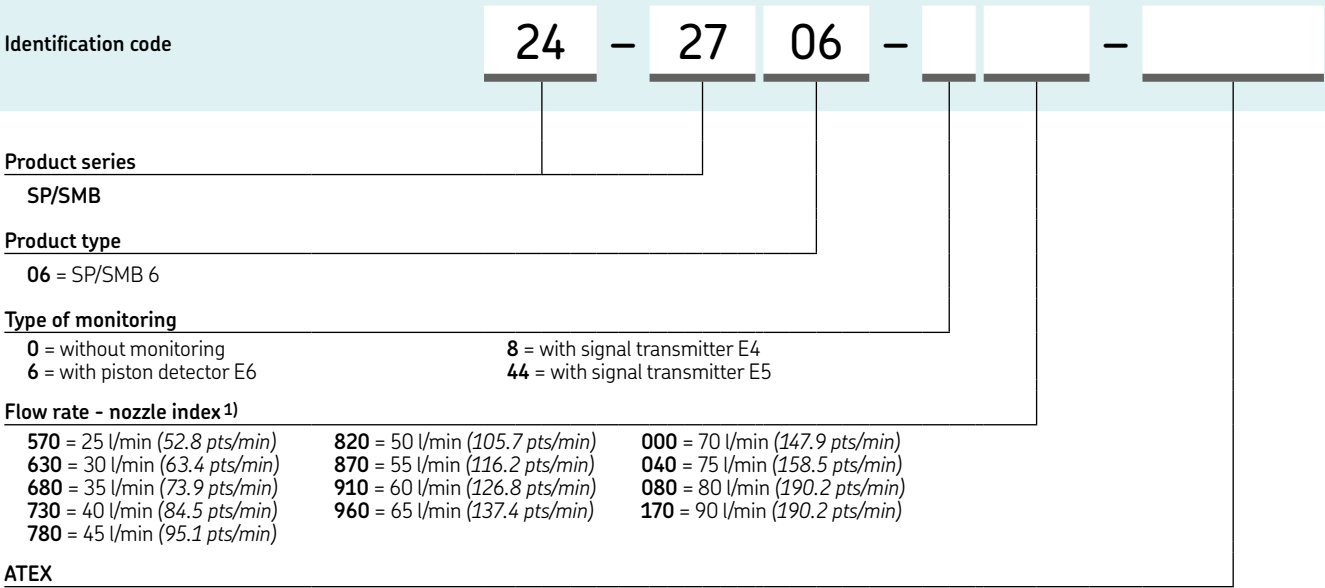 Identification code 24 – 27 06 – –
Product series
SP/SMB
Product type
06 = SP/SMB 6
Type of monitoring
0 = without monitoring 8 = with signal transmitter E4
6 = with piston detector E6 44 = with signal transmitter E5
Flow rate - nozzle index 1)
570 = 25 l/min (52.8 pts/min) 820 = 50 l/min (105.7 pts/min) 000 = 70 l/min (147.9 pts/min)
630 = 30 l/min (63.4 pts/min) 870 = 55 l/min (116.2 pts/min) 040 = 75 l/min (158.5 pts/min)
680 = 35 l/min (73.9 pts/min) 910 = 60 l/min (126.8 pts/min) 080 = 80 l/min (190.2 pts/min)
730 = 40 l/min (84.5 pts/min) 960 = 65 l/min (137.4 pts/min) 170 = 90 l/min (190.2 pts/min)
780 = 45 l/min (95.1 pts/min)
ATEX